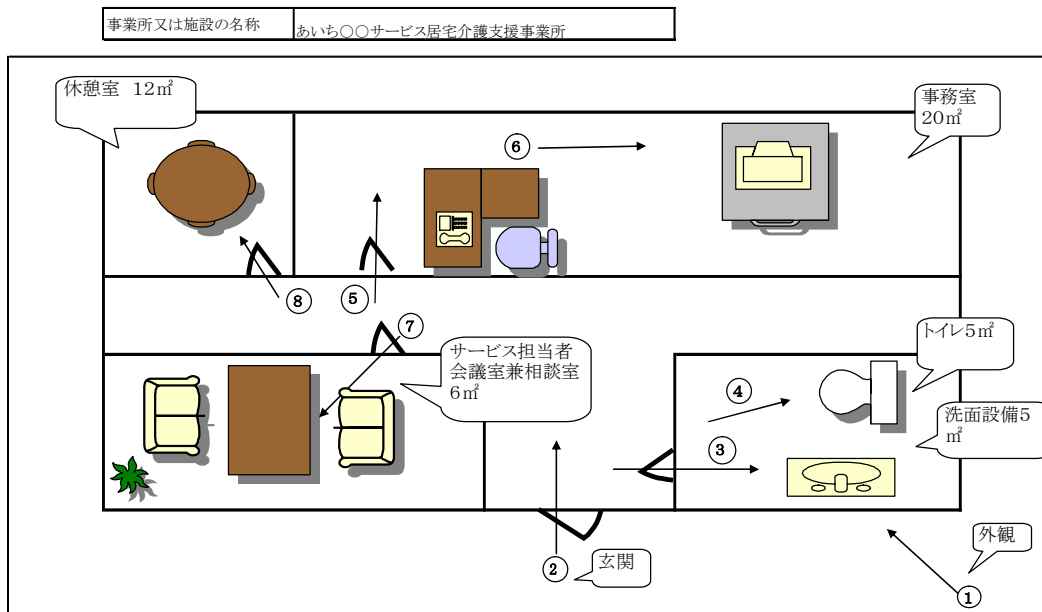 事業所又は施設の名称
あいち○○サービス居宅介護支援事業所
休憩室 12㎡
事務室
20㎡
⑥
⑤
⑧
⑦
サービス担当者
会議室兼相談室
6㎡
トイレ5㎡
④
洗面設備5
㎡
③
外観
②
玄関
①